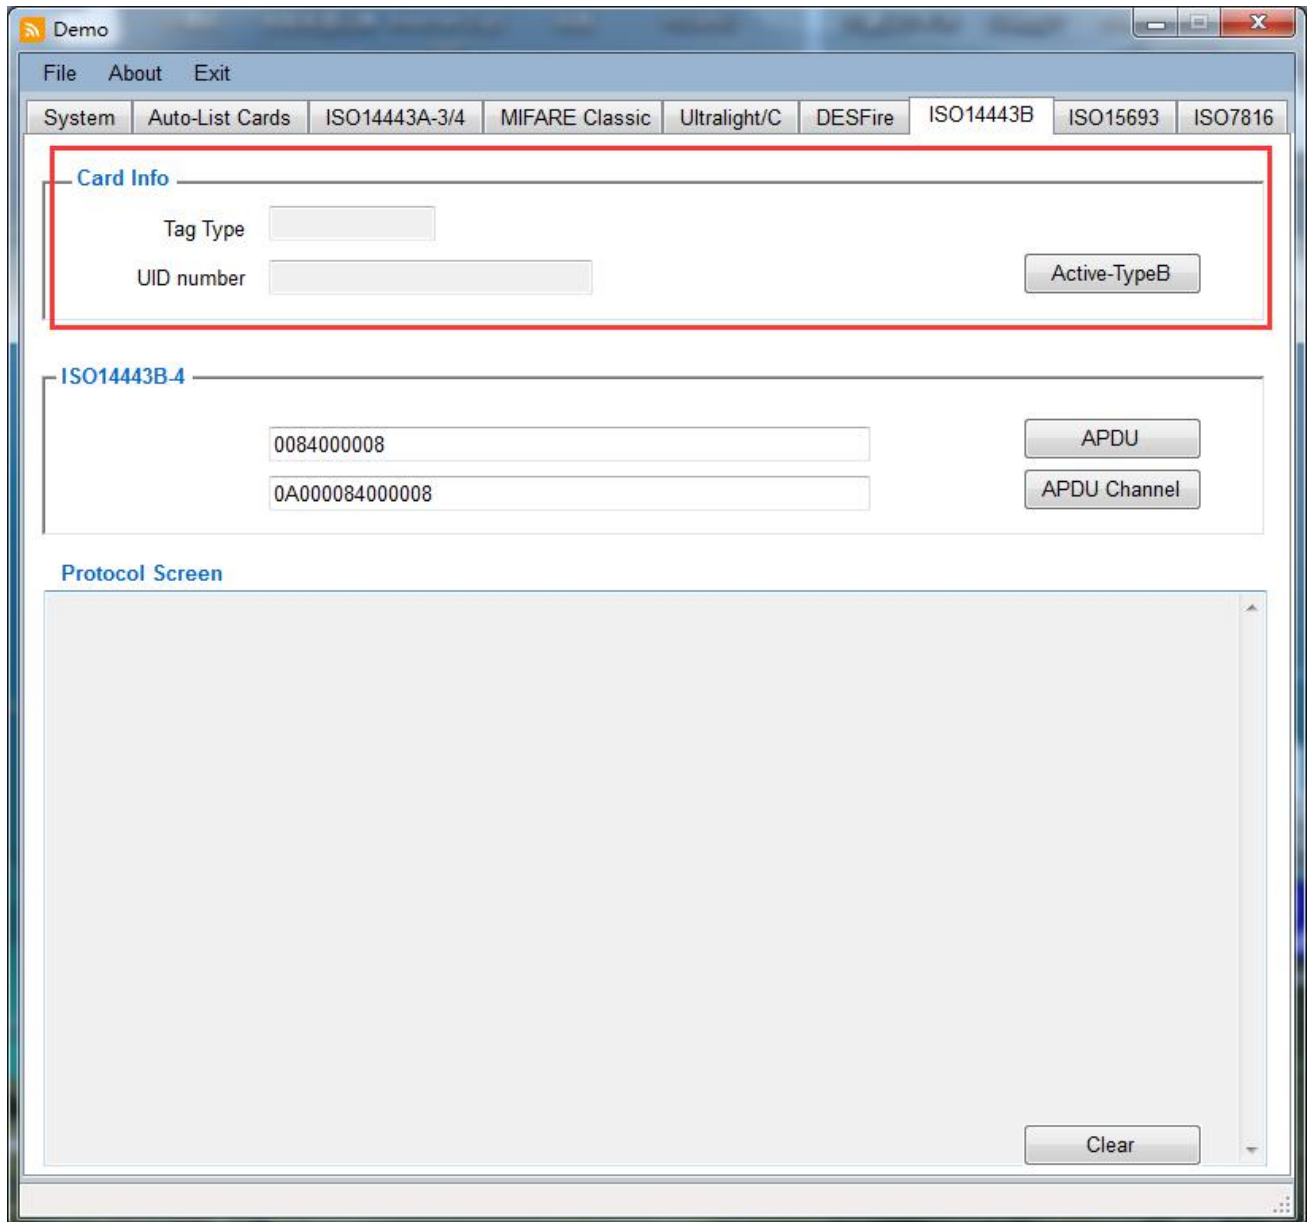 Demo
File About Exit
System Auto-List Cards ISO14443A-3/4 MIFARE Classic Ultralight/C DESFire ISO14443B ISO15693 ISO7816
Card Info
Tag Type
UID number Active-TypeB
ISO14443B-4
0084000008 APDU
0A000084000008 APDU Channel
Protocol Screen
Clear